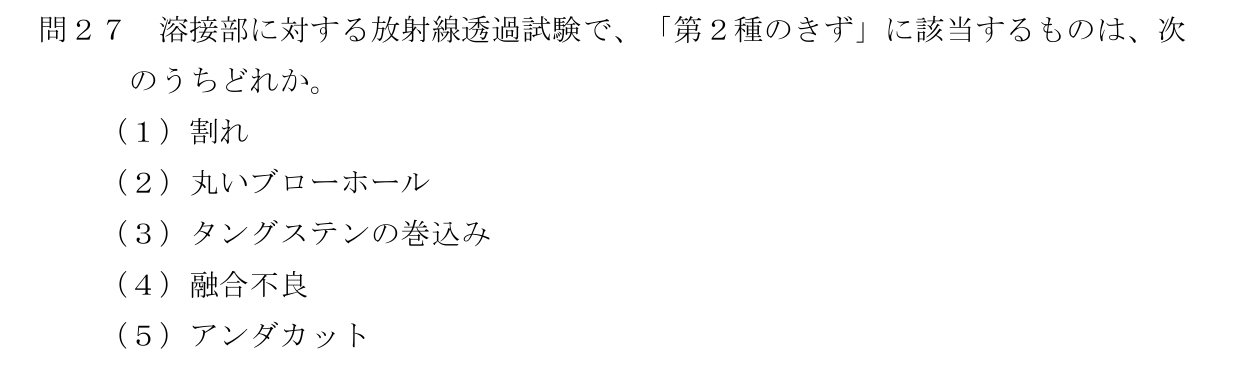 問２７　溶接部に対する放射線透過試験で、「第２種のきず」に該当するものは、次
のうちどれか。
（１）割れ
（２）丸いブローホール
（３）タングステンの巻込み
（４）融合不良
（５）アンダカット